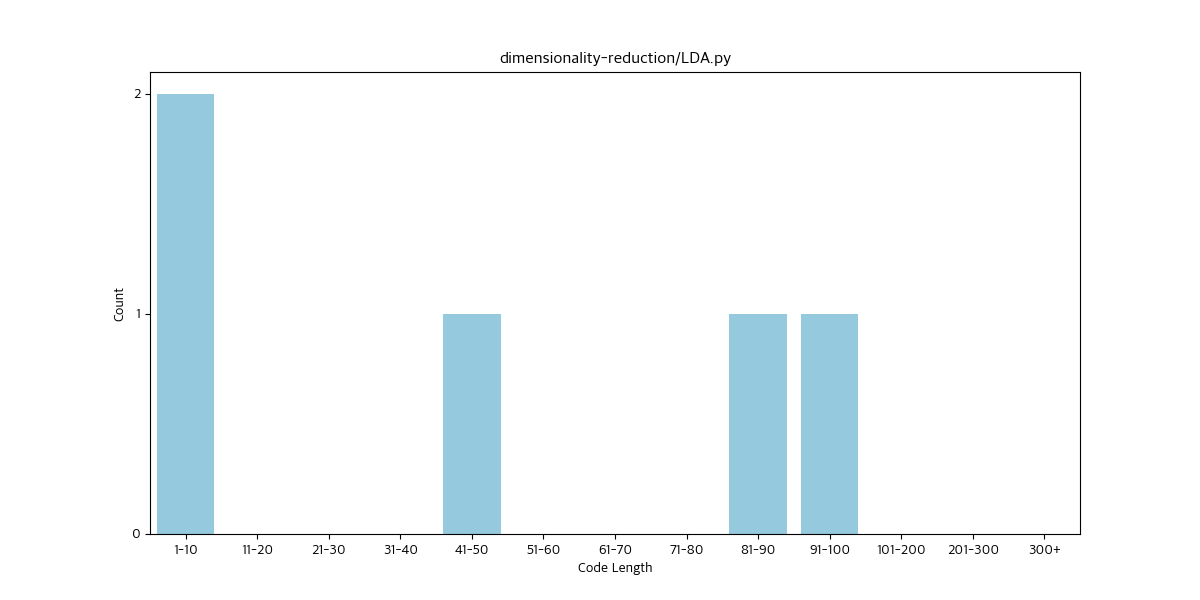 dimensionality-reduction/LDA.py
Count
2
1
0
1-10 11-20 21-30 31-40 41-50 51-60 61-70 71-80 81-90 91-100 101-200 201-300 300+
Code Length